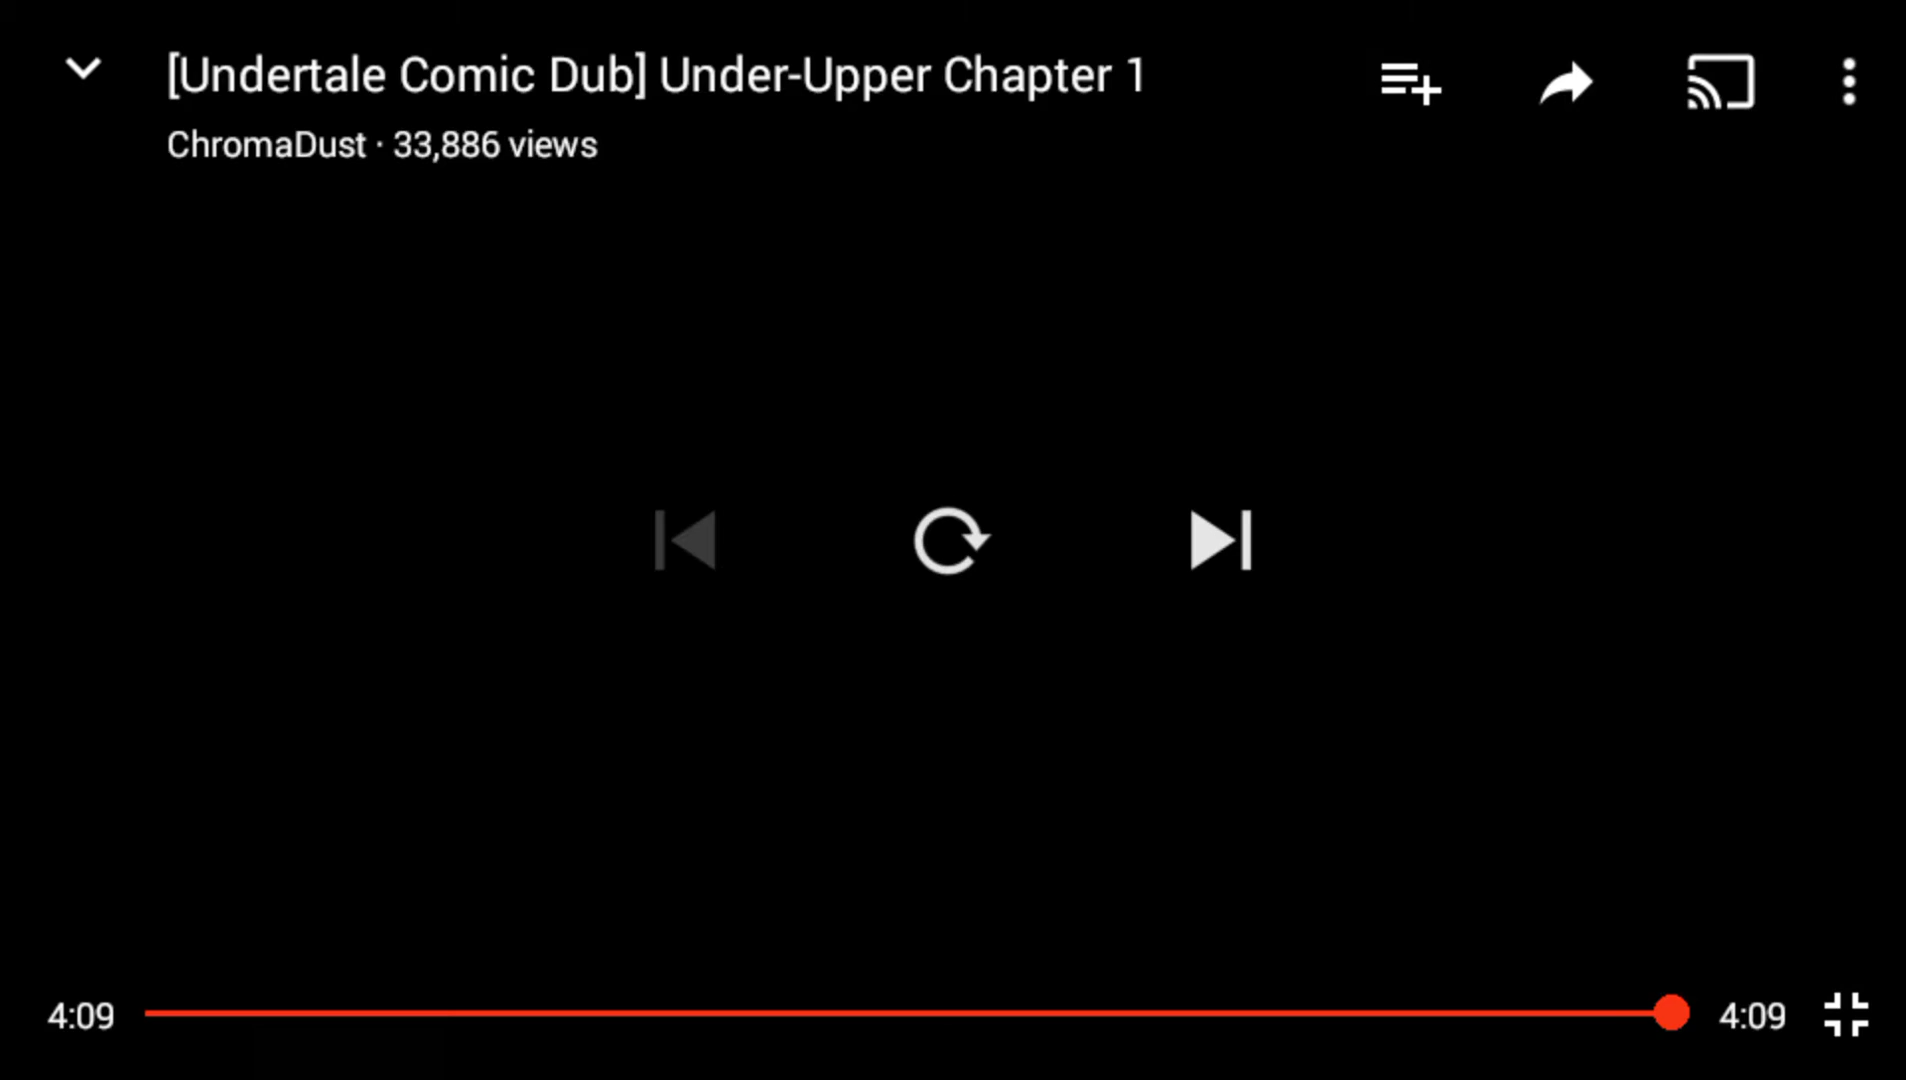 [Undertale Comic Dub] Under-Upper Chapter 1
ChromaDust · 33,886 views
4:09
4:09